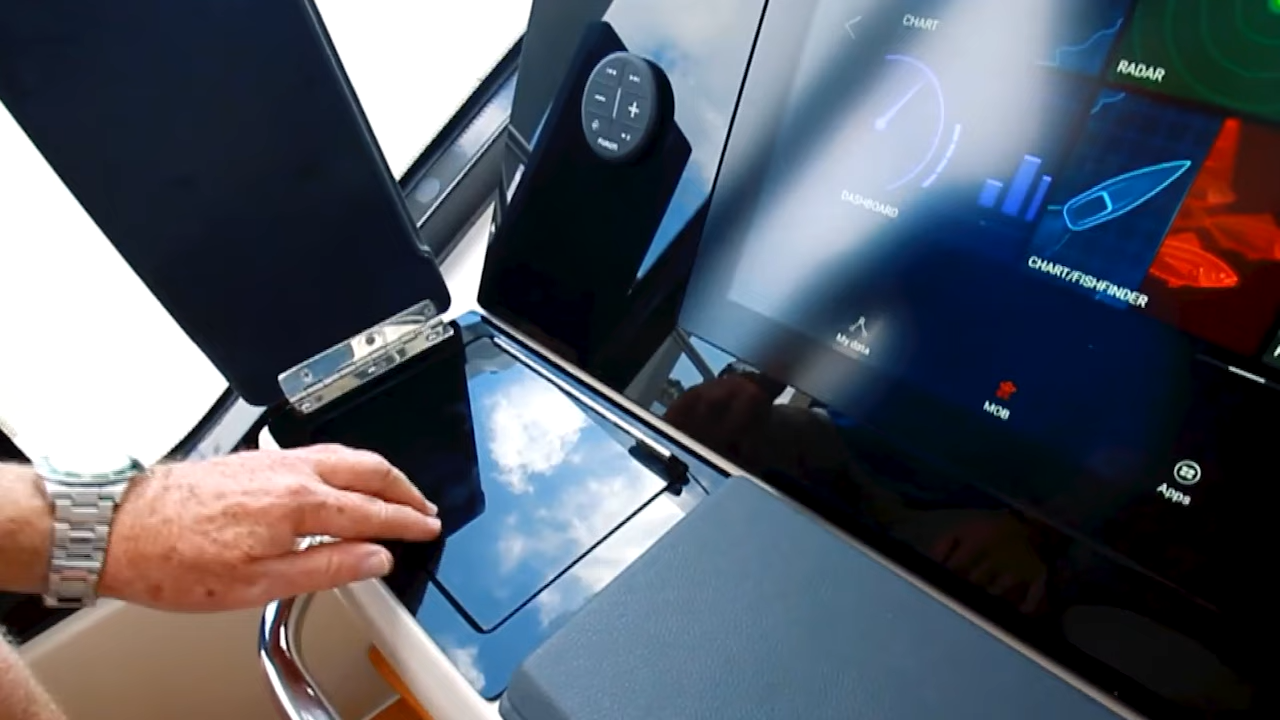 CHART
RADAR
DASHBOARD
CHART/FISHFINDER
My data
MOB
Apps